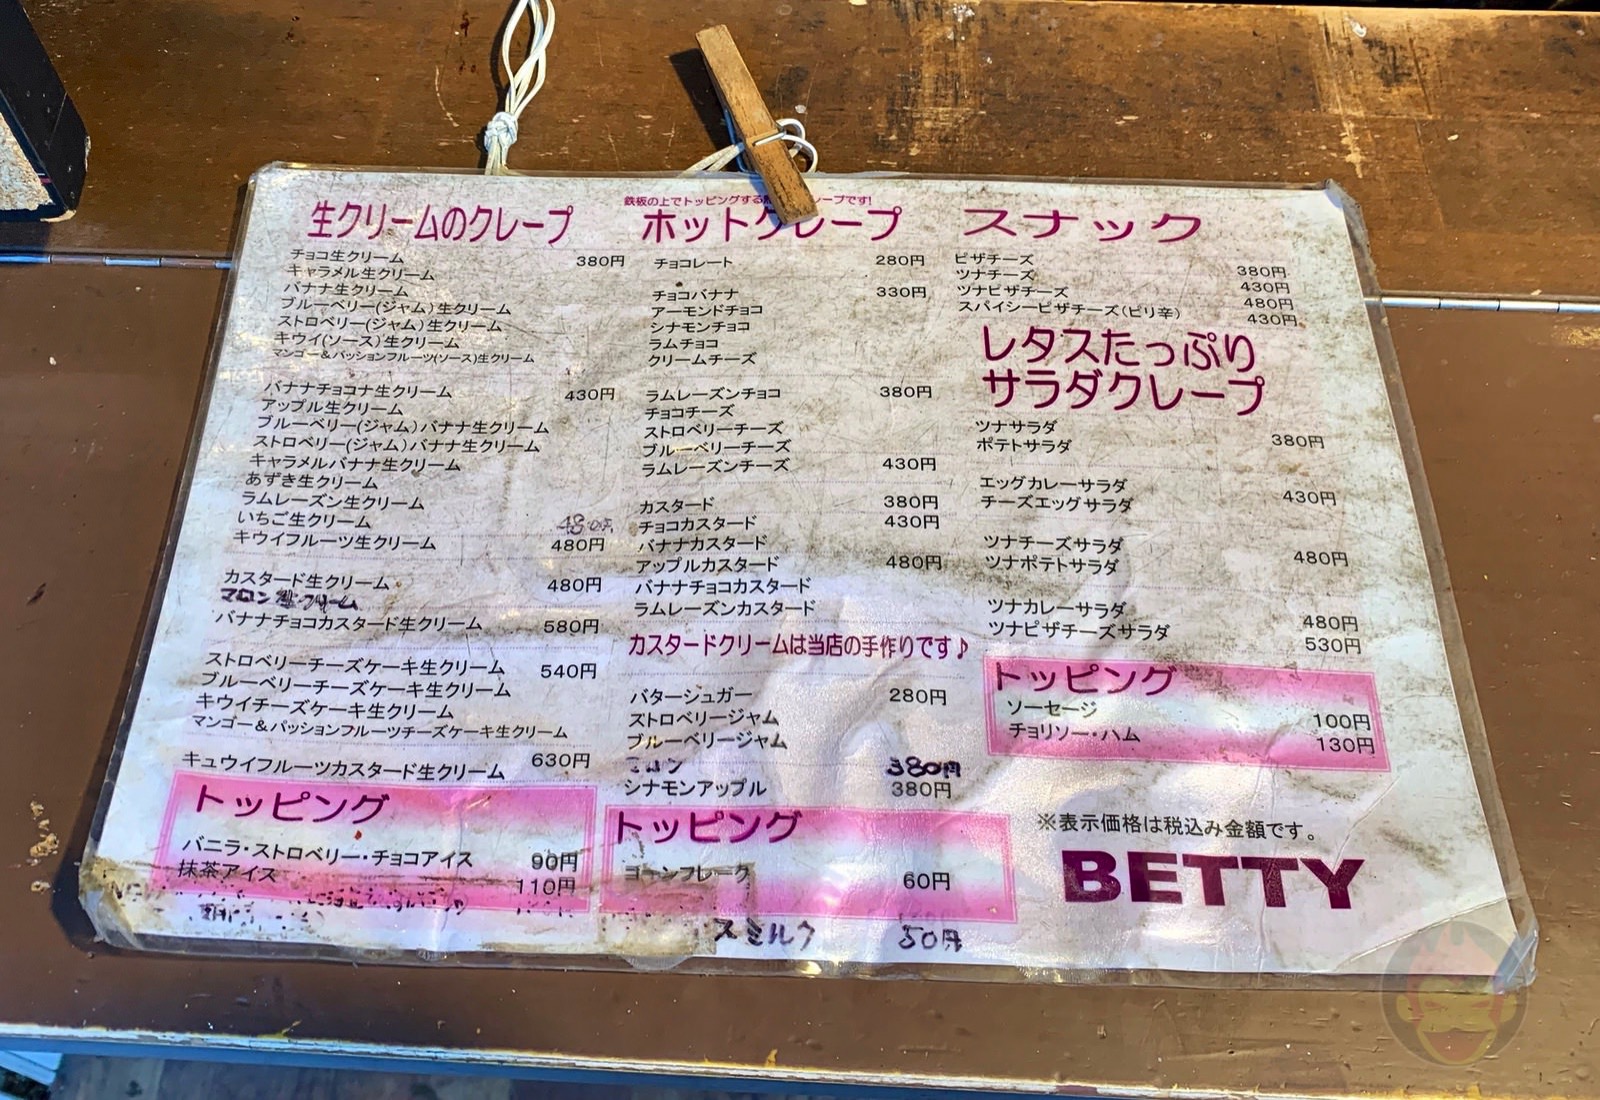 生クリームのクレープ
チョコ生クリーム 380円
キャラメル生クリーム
バナナ生クリーム
ブルーベリー(ジャム)生クリーム
ストロベリー(ジャム)生クリーム
キウイ(ソース)生クリーム
マンゴー&パッションフルーツ(ソース)生クリーム
バナナチョコナ生クリーム 430円
アップル生クリーム
ブルーベリー(ジャム)バナナ生クリーム
ストロベリー(ジャム)バナナ生クリーム
キャラメルバナナ生クリーム
あずき生クリーム
ラムレーズン生クリーム
いちご生クリーム 480円
キウイフルーツ生クリーム 480円
カスタード生クリーム 480円
マロン生クリーム
バナナチョコカスタード生クリーム 580円
ストロベリーチーズケーキ生クリーム 540円
ブルーベリーチーズケーキ生クリーム
キウイチーズケーキ生クリーム
マンゴー&パッションフルーツチーズケーキ生クリーム
キュウイフルーツカスタード生クリーム 630円
トッピング
バニラ・ストロベリー・チョコアイス 90円
抹茶アイス 110円
鉄板の上でトッピングする レープです!
ホットクレープ
チョコレート 280円
チョコバナナ 330円
アーモンドチョコ
シナモンチョコ
ラムチョコ
クリームチーズ
ラムレーズンチョコ 380円
チョコチーズ
ストロベリーチーズ
ブルーベリーチーズ
ラムレーズンチーズ 430円
カスタード 380円
チョコカスタード 430円
バナナカスタード
アップルカスタード 480円
バナナチョコカスタード
ラムレーズンカスタード
カスタードクリームは当店の手作りです♪
バターシュガー 280円
ストロベリージャム
ブルーベリージャム
マロン 380円
シナモンアップル 380円
トッピング
コーンフレーク 60円
スミルク 50円
スナック
ピザチーズ 380円
ツナチーズ 430円
ツナピザチーズ 480円
スパイシーピザチーズ(ピリ辛) 430円
レタスたっぷり
サラダクレープ
ツナサラダ
ポテトサラダ 380円
エッグカレーサラダ
チーズエッグサラダ 430円
ツナチーズサラダ
ツナポテトサラダ 480円
ツナカレーサラダ 480円
ツナピザチーズサラダ 530円
トッピング
ソーセージ 100円
チョリソー・ハム 130円
※表示価格は税込み金額です。
BETTY